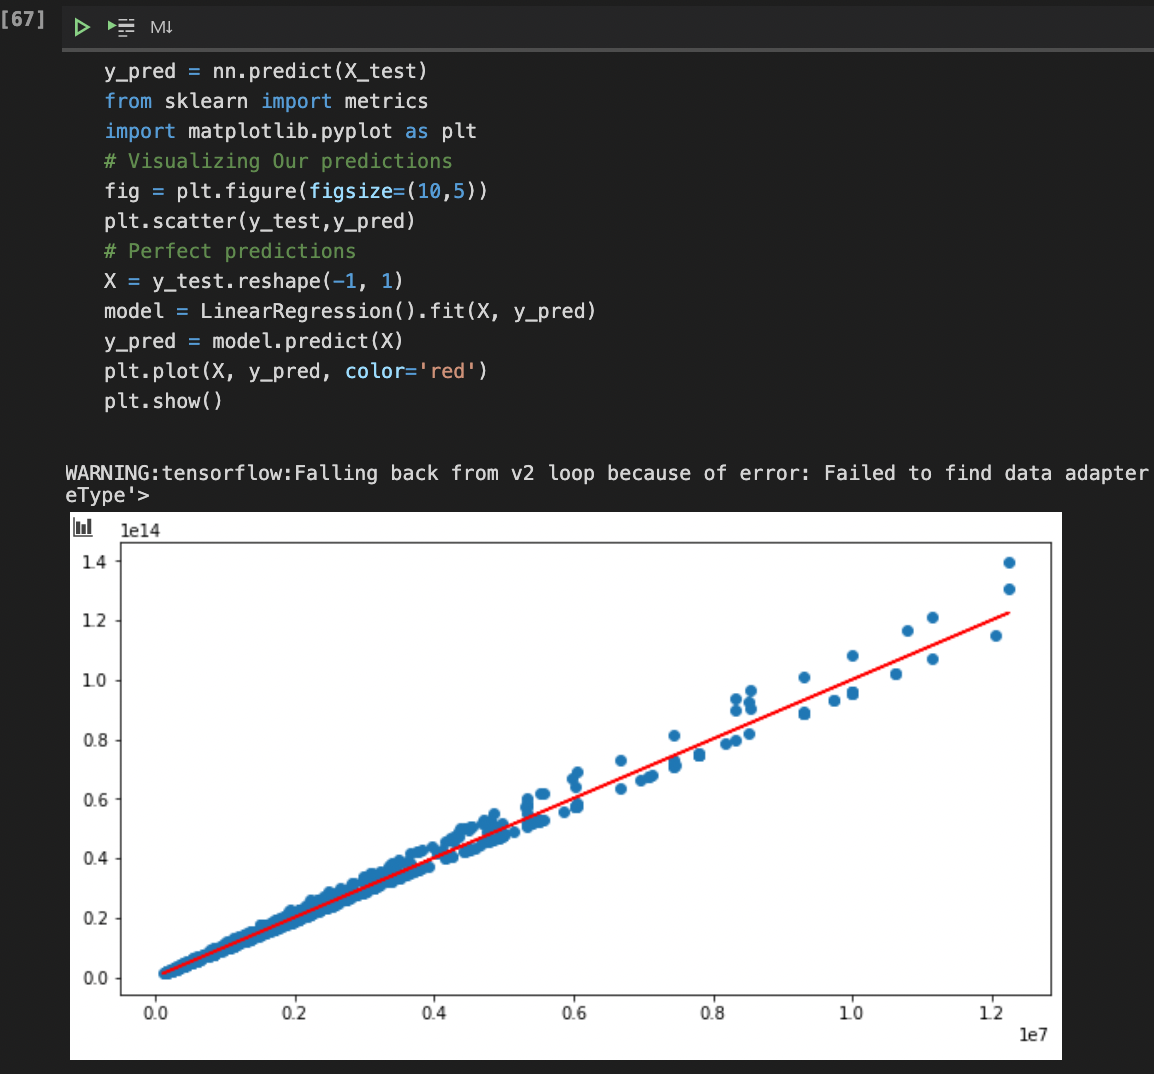 [67]
M↓
y_pred = nn.predict(X_test)
from sklearn import metrics
import matplotlib.pyplot as plt
# Visualizing Our predictions
fig = plt.figure(figsize=(10,5))
plt.scatter(y_test,y_pred)
# Perfect predictions
X = y_test.reshape(-1, 1)
model = LinearRegression().fit(X, y_pred)
y_pred = model.predict(X)
plt.plot(X, y_pred, color='red')
plt.show()
WARNING:tensorflow:Falling back from v2 loop because of error: Failed to find data adapter
eType'>
1e14
1.4
1.2
1.0
0.8
0.6
0.4
0.2
0.0
0.0 0.2 0.4 0.6 0.8 1.0 1.2
1e7